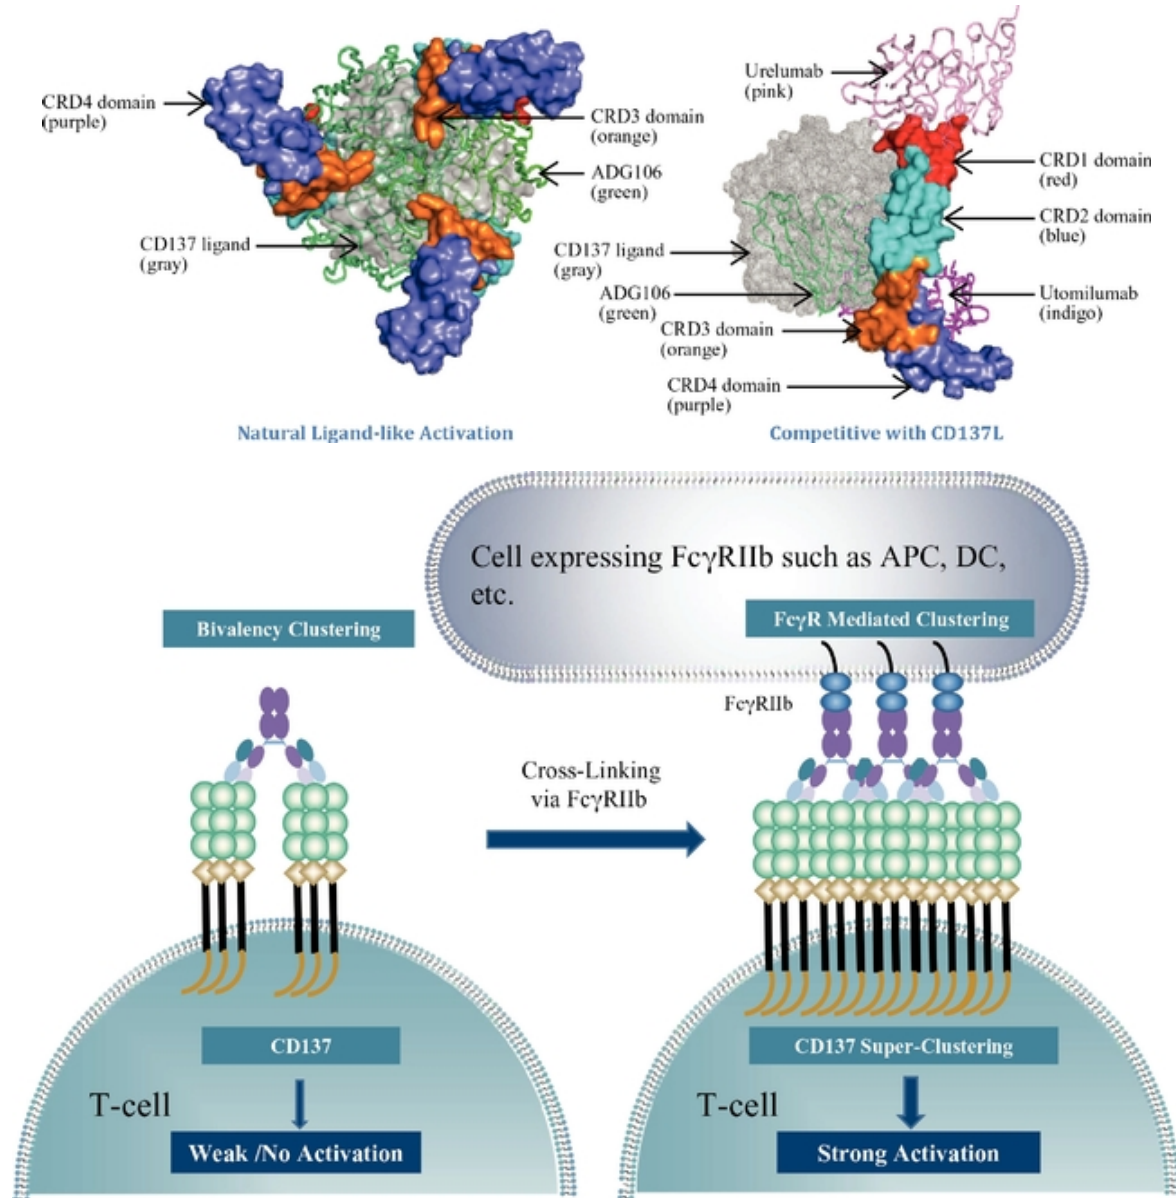 CRD4 domain
(purple)
CRD3 domain
(orange)
ADG106
(green)
CD137 ligand
(gray)
Natural Ligand-like Activation
Urelumab
(pink)
CRD1 domain
(red)
CRD2 domain
(blue)
CD137 ligand
(gray)
ADG106
(green)
Utomilumab
(indigo)
CRD3 domain
(orange)
CRD4 domain
(purple)
Competitive with CD137L
Cell expressing FcγRIIb such as APC, DC,
etc.
Bivalency Clustering
FcγR Mediated Clustering
FcγRIIb
Cross-Linking
via FcγRIIb
CD137
T-cell
Weak /No Activation
CD137 Super-Clustering
T-cell
Strong Activation